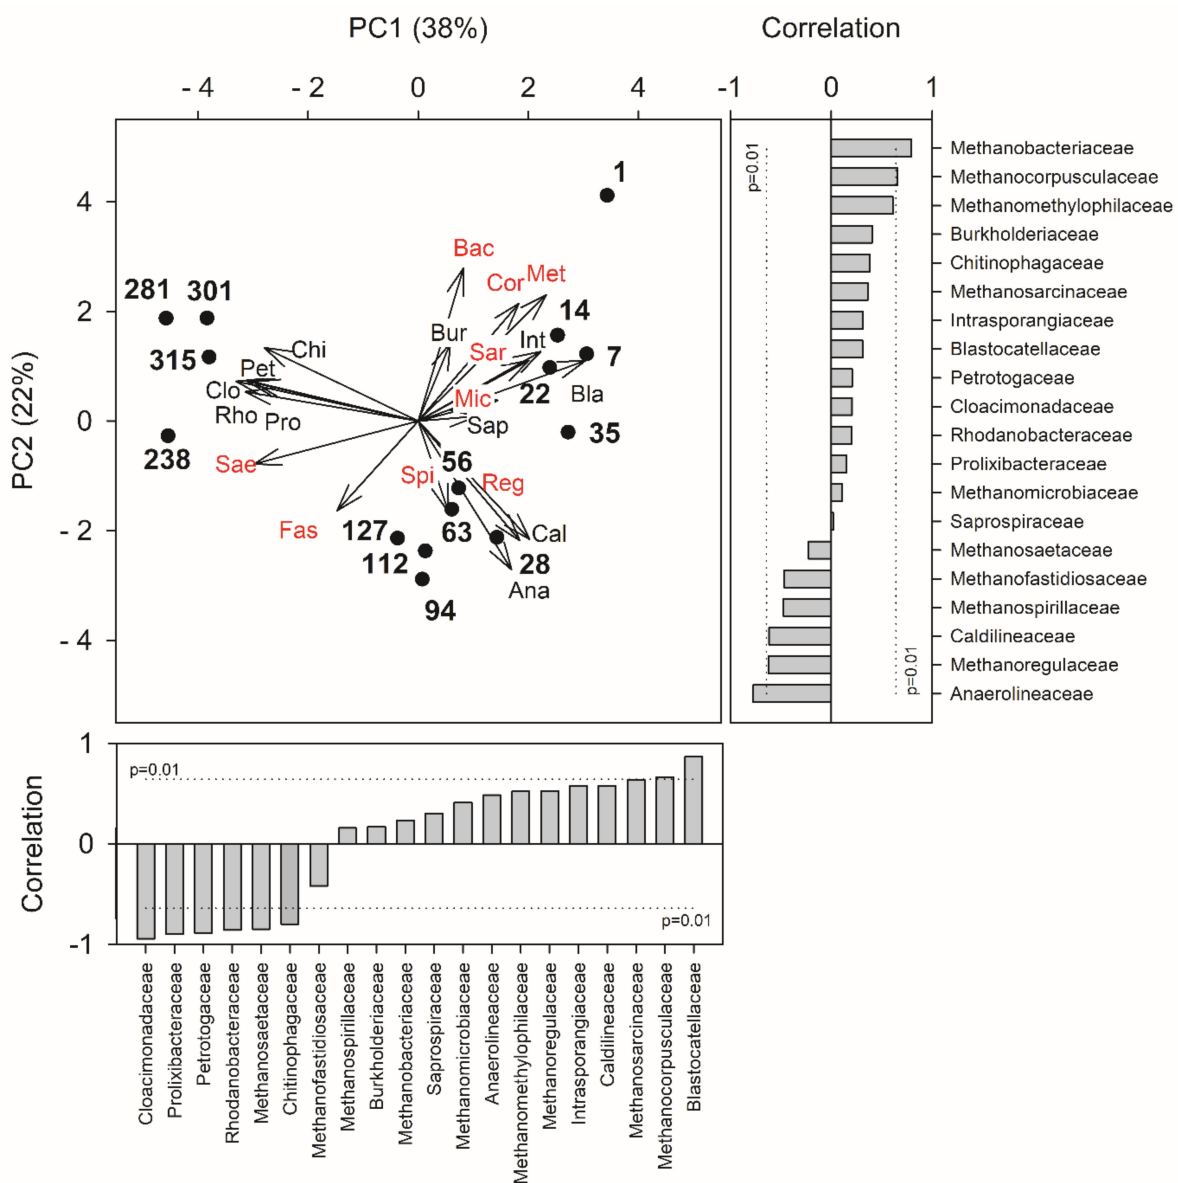 PC1 (38%)
Correlation
- 4
- 2
0
2
4
-1
0
1
PC2 (22%)
4
2
0
- 2
- 4
1
Bac
Cor
Met
281
301
14
Bur
Int
Sar
7
315
Chi
Pet
22
Bla
Clo
Mic
Rho
Pro
Sap
35
238
Sae
56
Spi
Reg
Fas
127
63
Cal
112
28
Ana
94
p=0.01
p=0.01
Methanobacteriaceae
Methanocorpusculaceae
Methanomethylophilaceae
Burkholderiaceae
Chitinophagaceae
Methanosarcinaceae
Intrasporangiaceae
Blastocatellaceae
Petrotogaceae
Cloacimonadaceae
Rhodanobacteraceae
Prolixibacteraceae
Methanomicrobiaceae
Saprospiraceae
Methanosaetaceae
Methanofastidiosaceae
Methanospirillaceae
Caldilineaceae
Methanoregulaceae
Anaerolineaceae
Correlation
1
0
-1
p=0.01
p=0.01
Cloacimonadaceae
Prolixibacteraceae
Petrotogaceae
Rhodanobacteraceae
Methanosaetaceae
Chitinophagaceae
Methanofastidiosaceae
Methanospirillaceae
Burkholderiaceae
Methanobacteriaceae
Saprospiraceae
Methanomicrobiaceae
Anaerolineaceae
Methanomethylophilaceae
Methanoregulaceae
Intrasporangiaceae
Caldilineaceae
Methanosarcinaceae
Methanocorpusculaceae
Blastocatellaceae